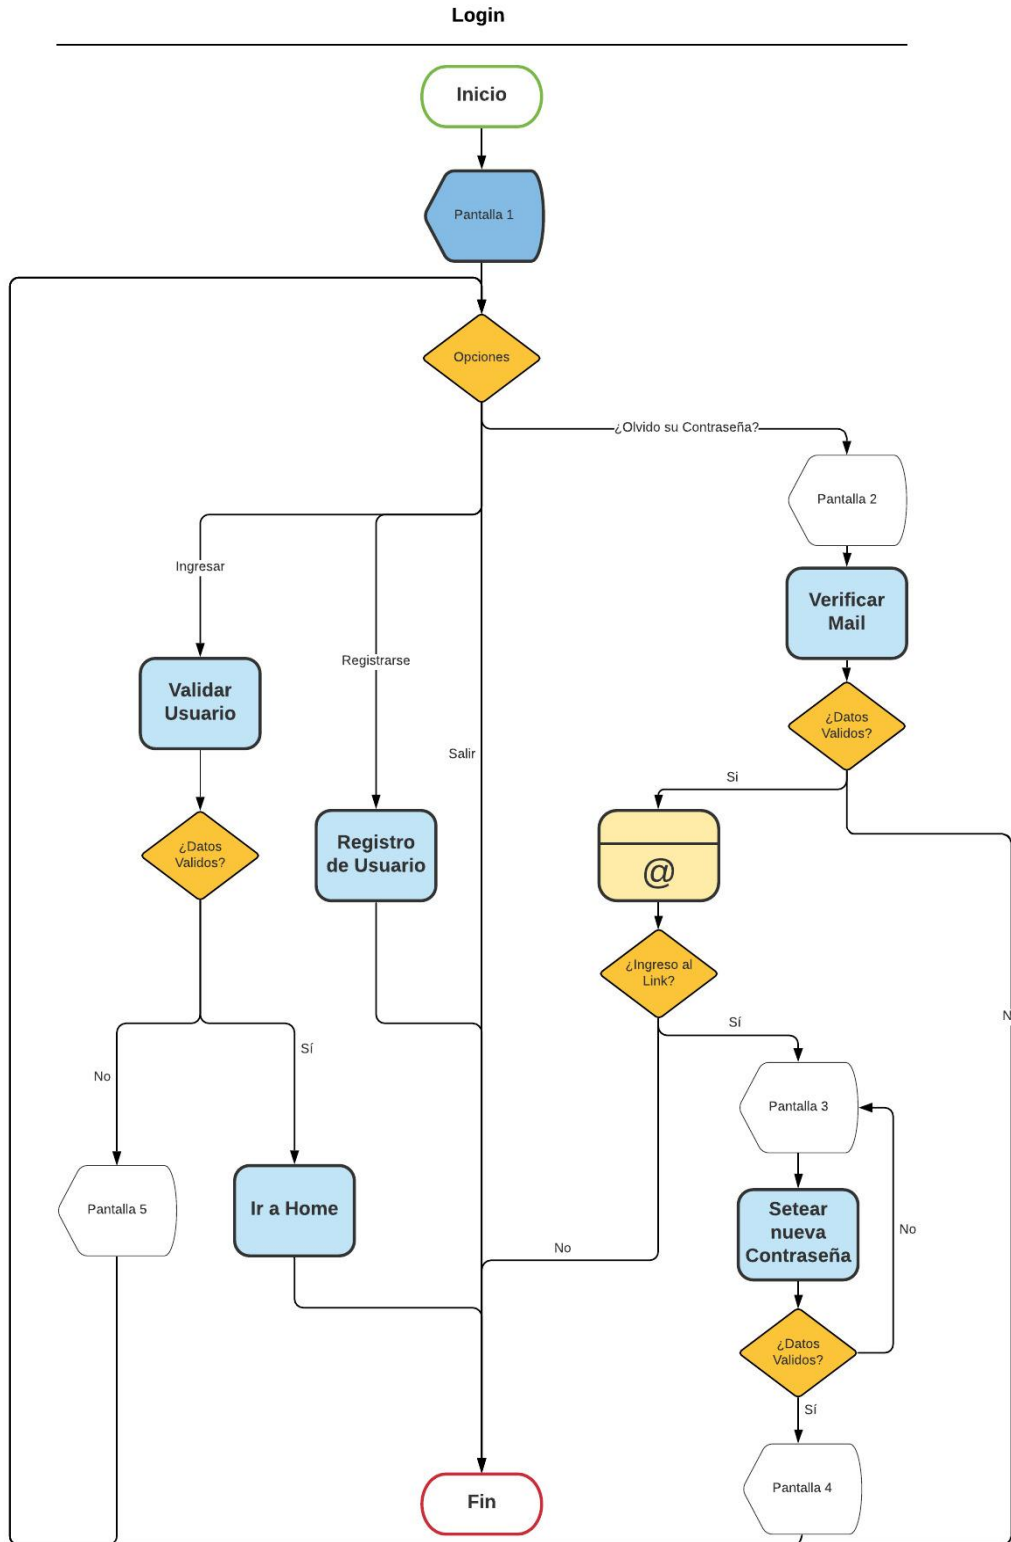 Login
Inicio
Pantalla 1
Opciones
¿Olvido su Contraseña?
Pantalla 2
Ingresar
Verificar
Mail
Registrarse
Validar
Usuario
¿Datos
Validos?
Salir
Si
¿Datos
Validos?
Registro
de Usuario
@
¿Ingreso al
Link?
N
Sí
Sí
No
Pantalla 3
Pantalla 5
Ir a Home
Setear
nueva
Contraseña
No
No
¿Datos
Validos?
Sí
Pantalla 4
Fin